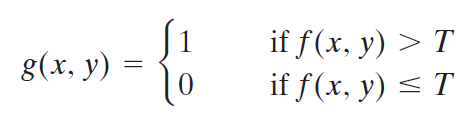 g(x, y) = { 1 if f(x, y) > T
0 if f(x, y) ≤ T